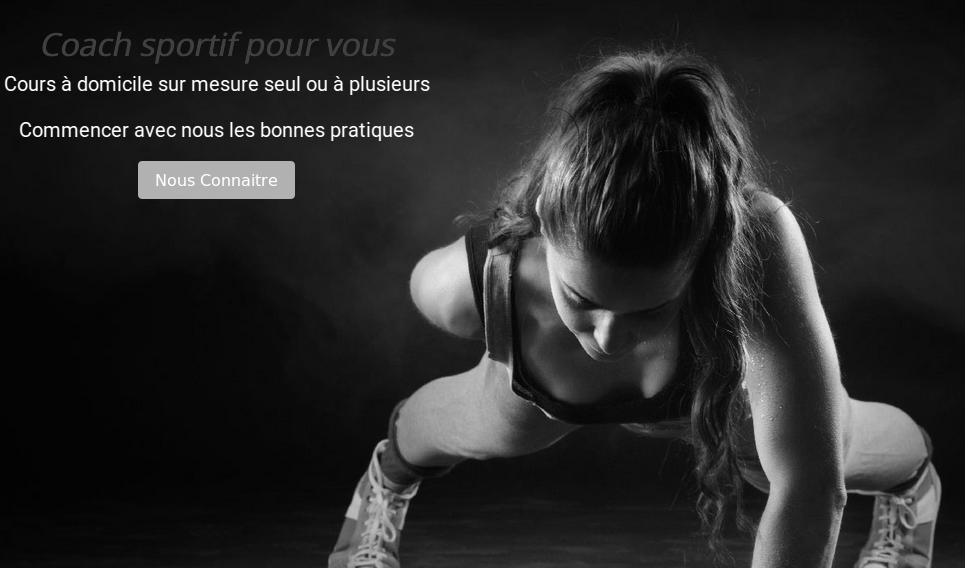 Coach sportif pour vous
Cours à domicile sur mesure seul ou à plusieurs
Commencer avec nous les bonnes pratiques
Nous Connaitre